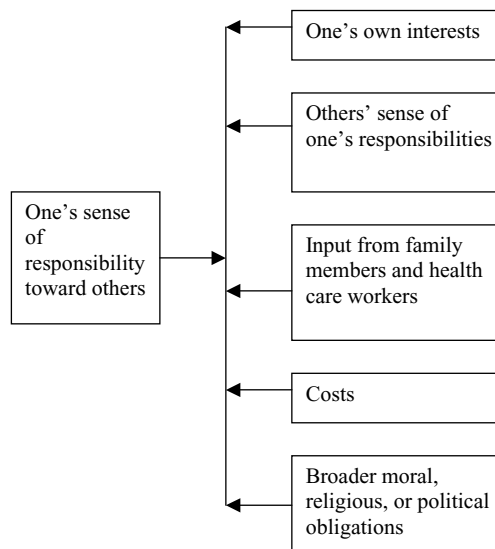 One’s own interests
Others’ sense of
one’s responsibilities
One’s sense
of
responsibility
toward others
Input from family
members and health
care workers
Costs
Broader moral,
religious, or political
obligations